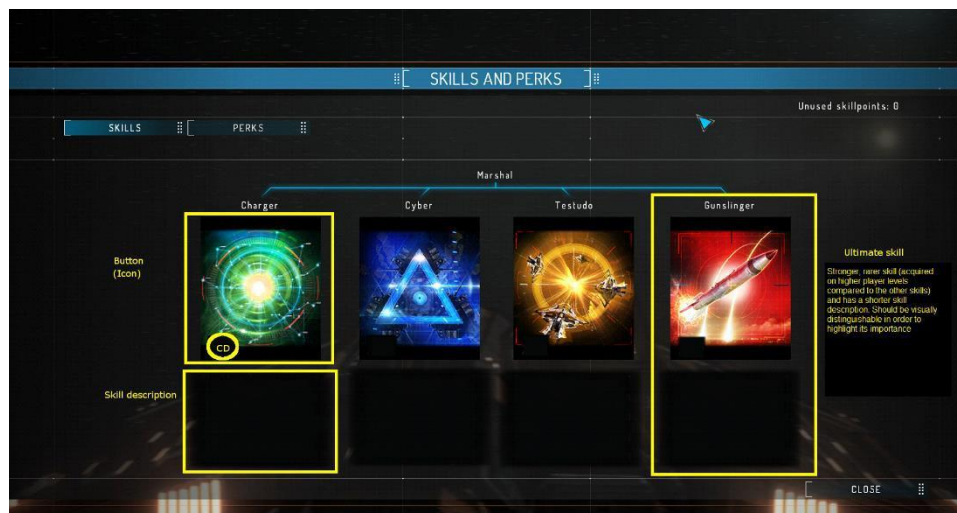 SKILLS AND PERKS
Unused skillpoints: 0
SKILLS
PERKS
Marshal
Charger
Cyber
Testudo
Gunslinger
Button
(Icon)
CD
Ultimate skill
Stronger, rarer skill (acquired
on higher player levels
compared to the other skills)
and has a shorter skill
description. Should be visually
distinguishable in order to
highlight its importance
Skill description
CLOSE